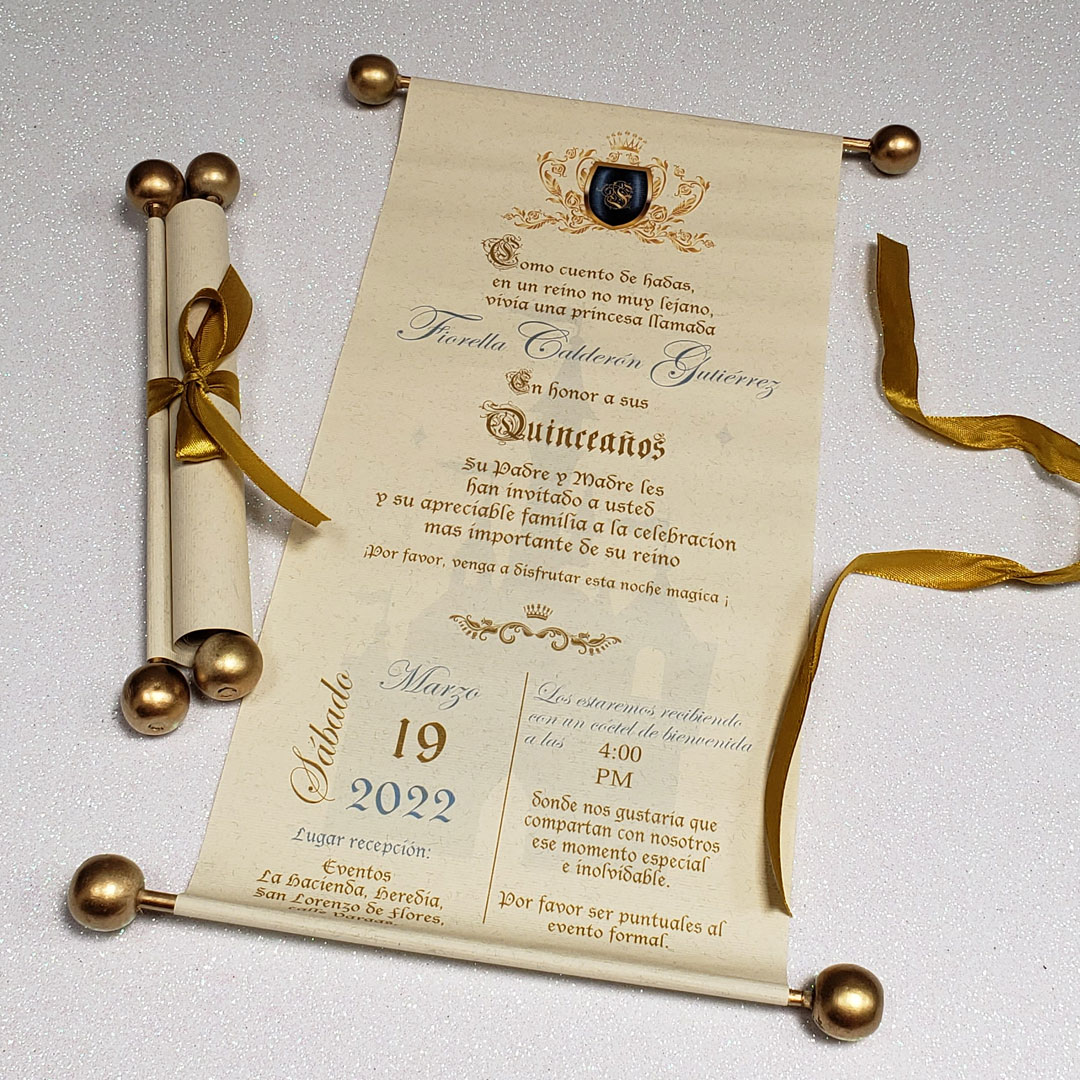 S
Como cuento de hadas,
en un reino no muy lejano,
vivia una princesa llamada
Fiorella Calderón Gutiérrez
En honor a sus
Quinceaños
Su Padre y Madre les
han invitado a usted
y su apreciable familia a la celebracion
mas importante de su reino
¡Por favor, venga a disfrutar esta noche magica ¡
Sábado
Marzo
19
2022
Lugar recepción:
Eventos
La Hacienda, Heredia,
San Lorenzo de flores,
calle Vargas.
Los estaremos recibiendo
con un cóctel de bienvenida
a las 4:00
PM
donde nos gustaria que
compartan con nosotros
ese momento especial
e inolvidable.
Por favor ser puntuales al
evento formal.